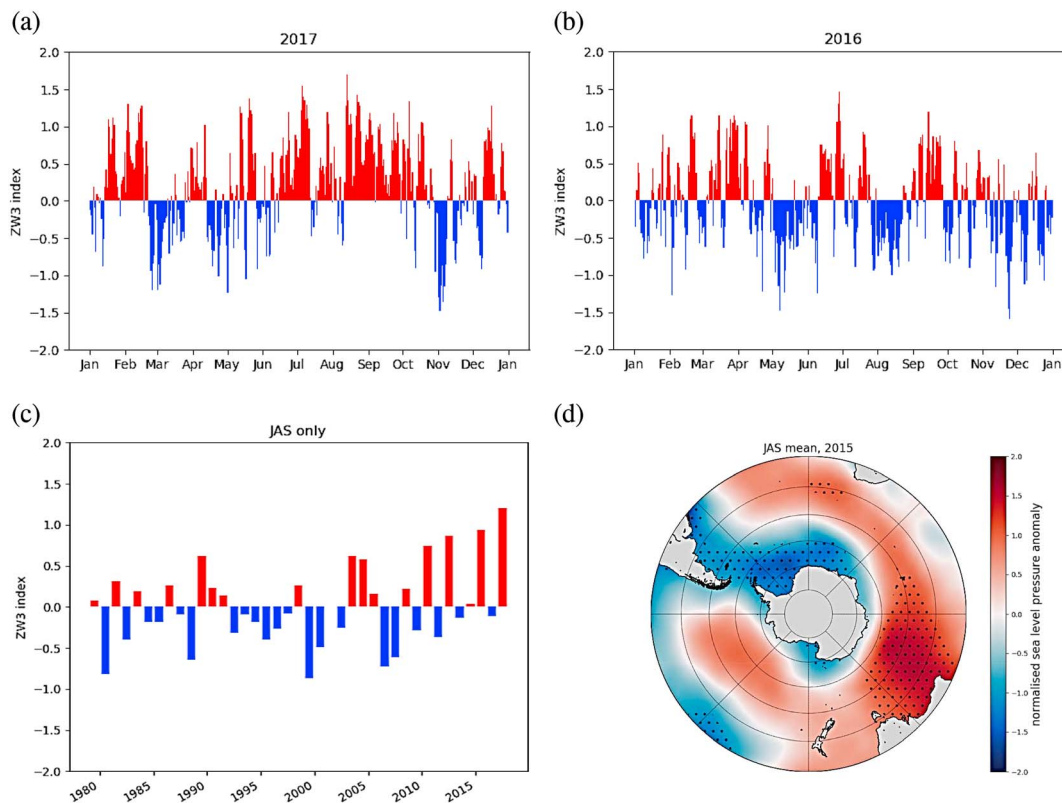 (a)
2017
2.0
1.5
1.0
0.5
0.0
−0.5
−1.0
−1.5
−2.0
ZW3 index
Jan Feb Mar Apr May Jun Jul Aug Sep Oct Nov Dec Jan
(b)
2016
2.0
1.5
1.0
0.5
0.0
−0.5
−1.0
−1.5
−2.0
ZW3 index
Jan Feb Mar Apr May Jun Jul Aug Sep Oct Nov Dec Jan
(c)
JAS only
2.0
1.5
1.0
0.5
0.0
−0.5
−1.0
−1.5
−2.0
ZW3 index
1980 1985 1990 1995 2000 2005 2010 2015
(d)
JAS mean, 2015
2.0
1.5
1.0
0.5
0.0
−0.5
−1.0
−1.5
−2.0
normalised sea level pressure anomaly